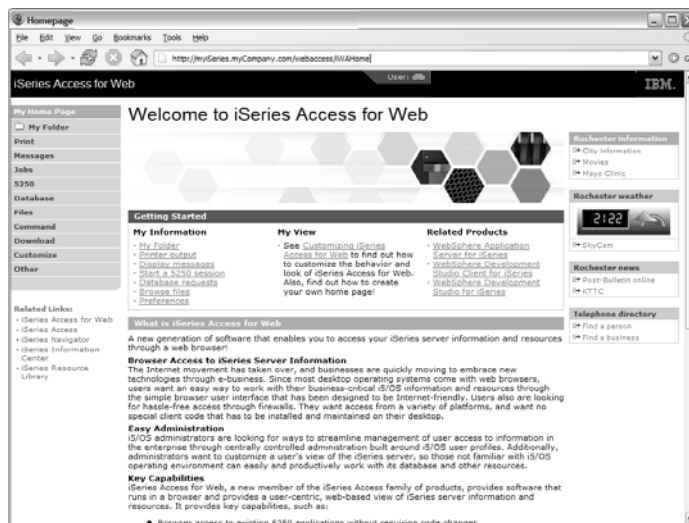 Homepage
File Edit View Go Bookmarks Tools Help
http://myiSeries.myCompany.com/webaccess/iWAHome
iSeries Access for Web
User: dlb
IBM.
My Home Page
My Folder
Print
Messages
Jobs
5250
Database
Files
Command
Download
Customize
Other
Related Links:
· iSeries Access for Web
· iSeries Access
· iSeries Navigator
· iSeries Information
Center
· iSeries Resource
Library
Welcome to iSeries Access for Web
Getting Started
My Information
· My Folder
· Printer output
· Display messages
· Start a 5250 session
· Database requests
· Browse files
· Preferences
My View
· See Customizing iSeries
Access for Web to find out
how to customize the behavior and
look of iSeries Access for Web.
Also, find out how to create
your own home page!
Related Products
· WebSphere Application
Server for iSeries
· WebSphere Development
Studio Client for iSeries
· WebSphere Development
Studio for iSeries
What is iSeries Access for Web
A new generation of software that enables you to access your iSeries server information and resources
through a web browser!
Browser Access to iSeries Server Information
The Internet movement has taken over, and businesses are quickly moving to embrace new
technologies through e-business. Since most desktop operating systems come with web browsers,
users want an easy way to work with their business-critical i5/OS information and resources through
the simple browser user interface that has been designed to be Internet-friendly. Users also are looking
for hassle-free access through firewalls. They want access from a variety of platforms, and want no
special client code that has to be installed and maintained on their desktop.
Easy Administration
i5/OS administrators are looking for ways to streamline management of user access to information in
the enterprise through centrally controlled administration built around i5/OS user profiles. Additionally,
administrators want to customize a user's view of the iSeries server, so those not familiar with i5/OS
operating environment can easily and productively work with its database and other resources.
Key Capabilities
iSeries Access for Web, a new member of the iSeries Access family of products, provides software that
runs in a browser and provides a user-centric, web-based view of iSeries server information and
resources. It provides key capabilities, such as:
• Browser access to existing 5250 applications without requiring code changes
Rochester information
City information
Movies
Mayo Clinic
Rochester weather
21:22
SkyCam
Rochester news
Post-Bulletin online
KTTC
Telephone directory
Find a person
Find a business